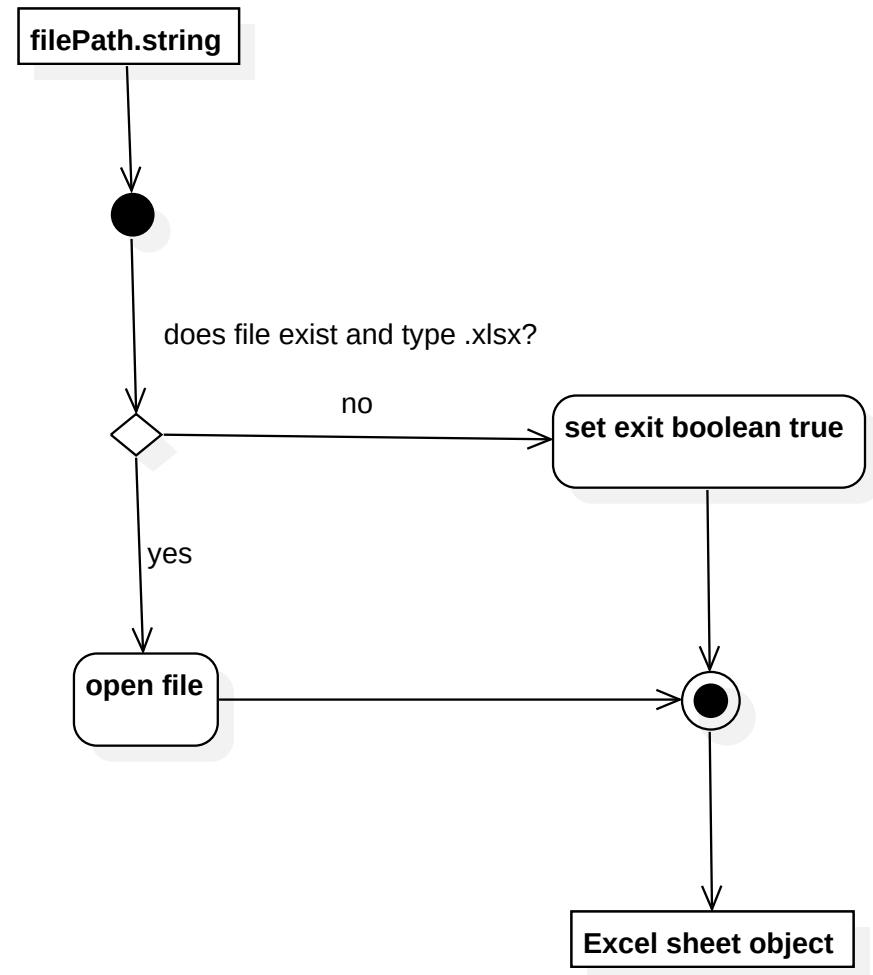 filePath.string
does file exist and type .xlsx?
no
set exit boolean true
yes
open file
Excel sheet object